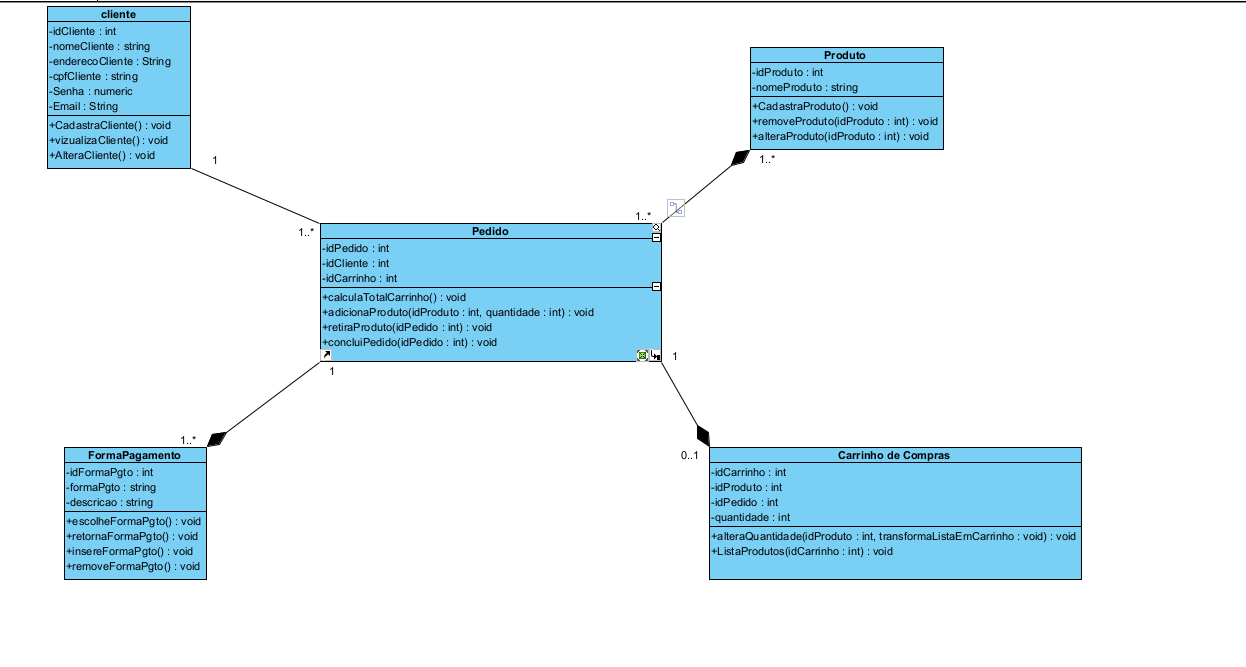 cliente
-idCliente : int
-nomeCliente : string
-enderecoCliente : String
-cpfCliente : string
-Senha : numeric
-Email : String
+CadastraCliente() : void
+vizualizaCliente() : void
+AlteraCliente() : void
1
1..*
Produto
-idProduto : int
-nomeProduto : string
+CadastraProduto() : void
+removeProduto(idProduto : int) : void
+alteraProduto(idProduto : int) : void
1..*
1..*
Pedido
-idPedido : int
-idCliente : int
-idCarrinho : int
+calculaTotalCarrinho() : void
+adicionaProduto(idProduto : int, quantidade : int) : void
+retiraProduto(idPedido : int) : void
+concluiPedido(idPedido : int) : void
1
1
1..*
FormaPagamento
-idFormaPgto : int
-formaPgto : string
-descricao : string
+escolheFormaPgto() : void
+retornaFormaPgto() : void
+insereFormaPgto() : void
+removeFormaPgto() : void
0..1
Carrinho de Compras
-idCarrinho : int
-idProduto : int
-idPedido : int
-quantidade : int
+alteraQuantidade(idProduto : int, transformaListaEmCarrinho : void) : void
+ListaProdutos(idCarrinho : int) : void